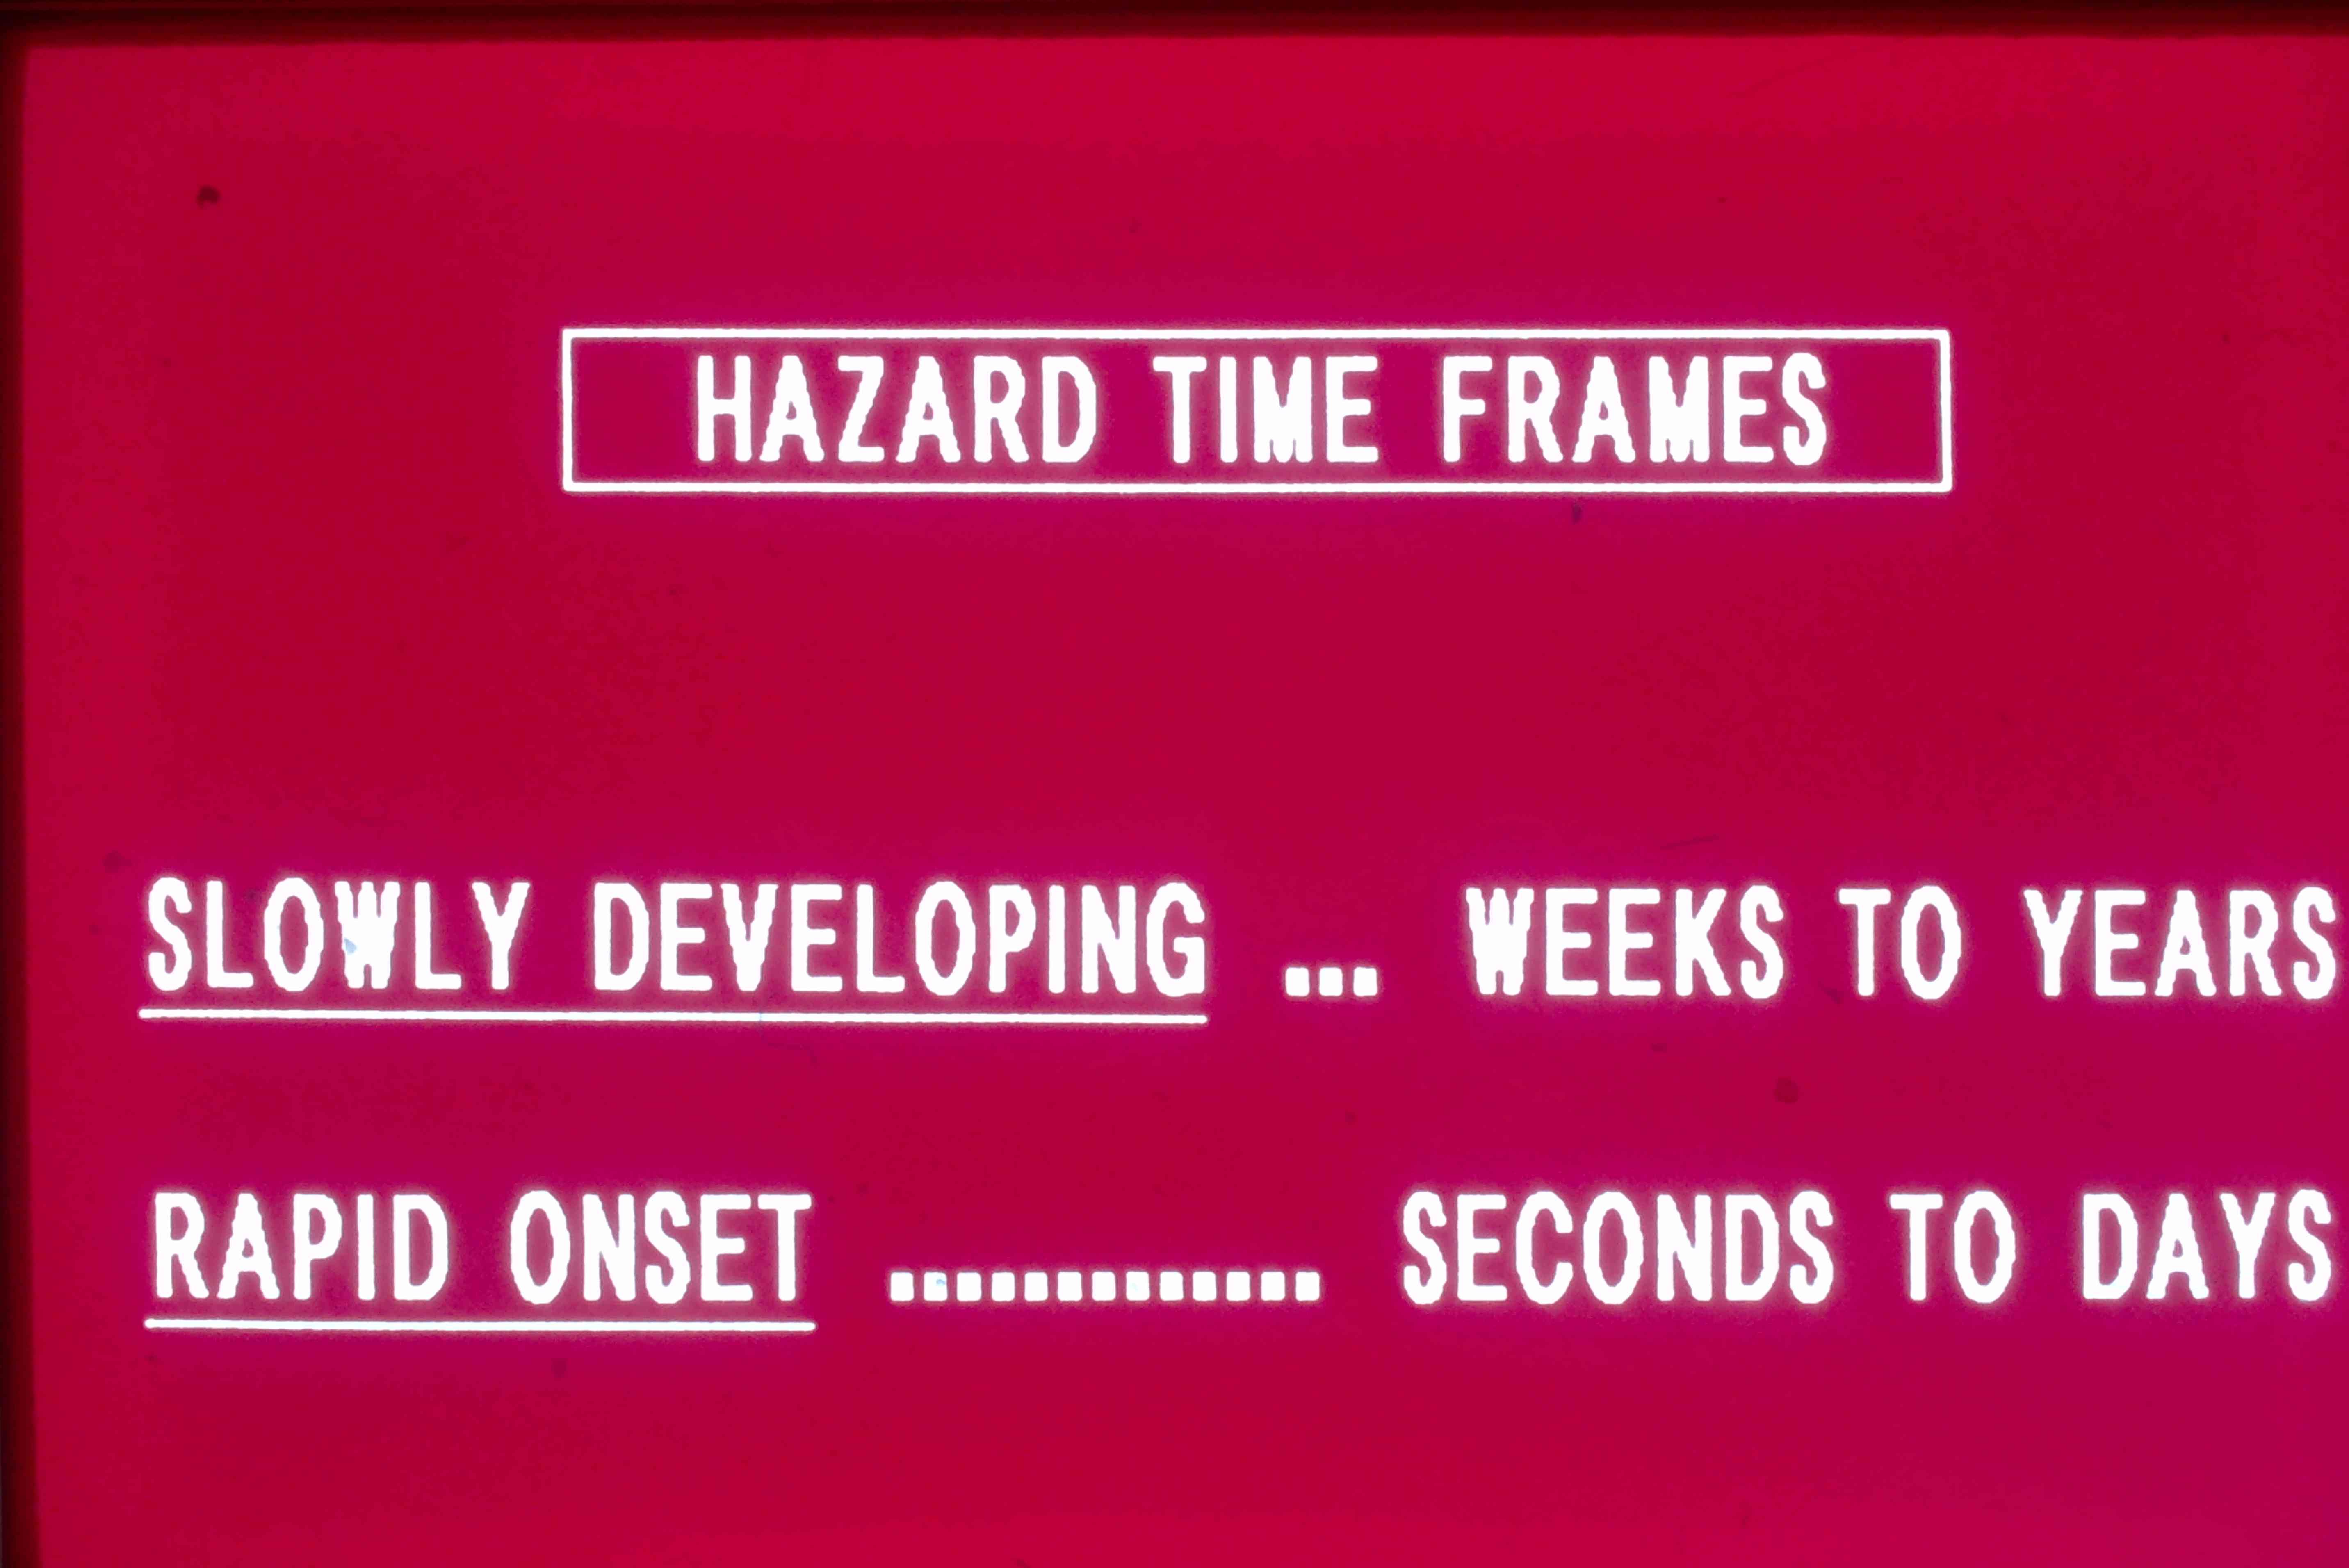 HAZARD TIME FRAMES
SLOWLY DEVELOPING ... WEEKS TO YEARS
RAPID ONSET ............. SECONDS TO DAYS